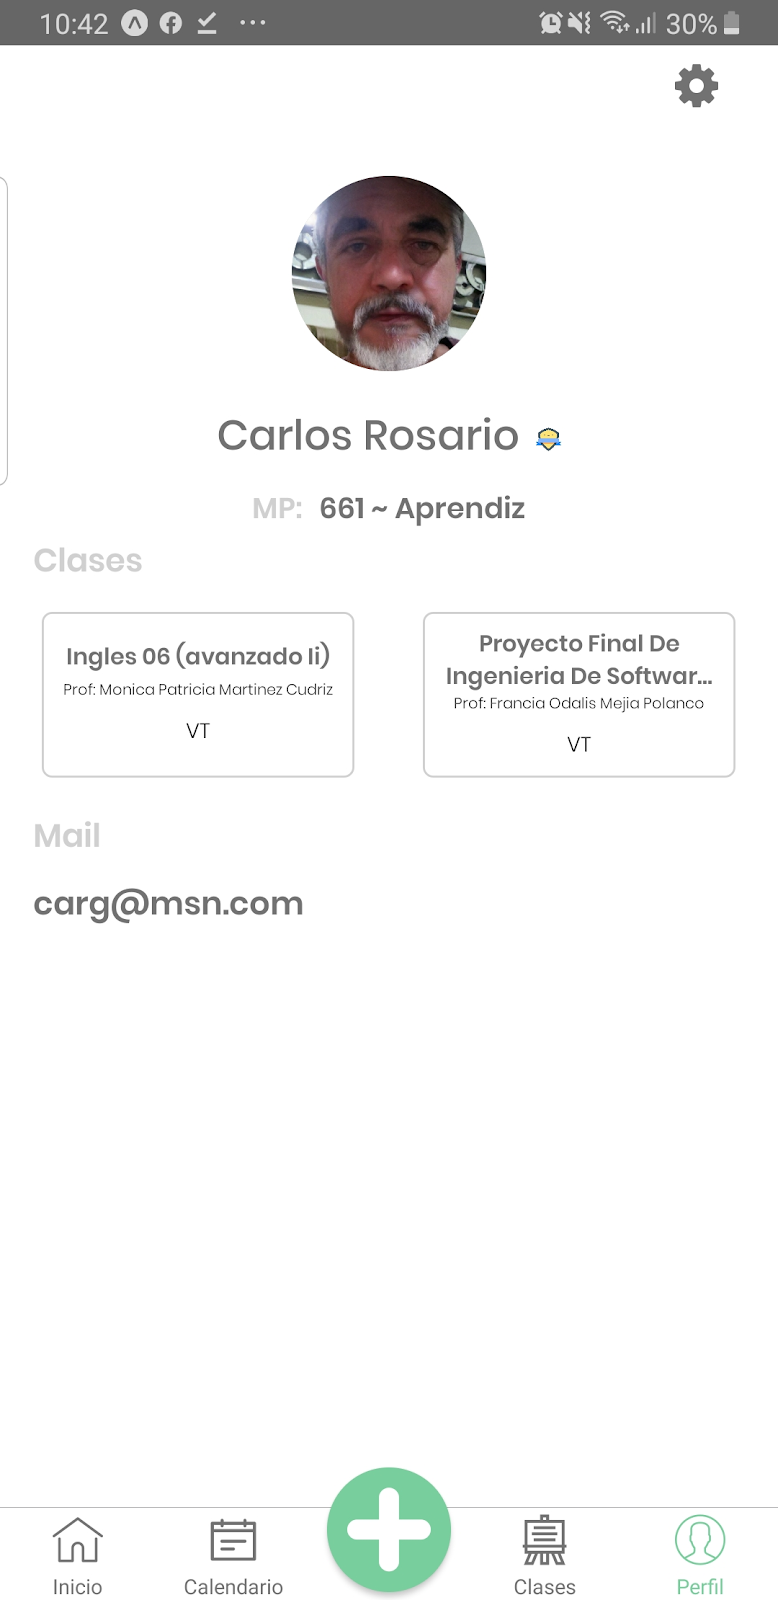 10:42
30%
Carlos Rosario
MP: 661 ~ Aprendiz
Clases
Ingles 06 (avanzado Ii)
Prof: Monica Patricia Martinez Cudriz
VT
Proyecto Final De
Ingenieria De Softwar...
Prof: Francia Odalis Mejia Polanco
VT
Mail
carg@msn.com
Inicio
Calendario
Clases
Perfil